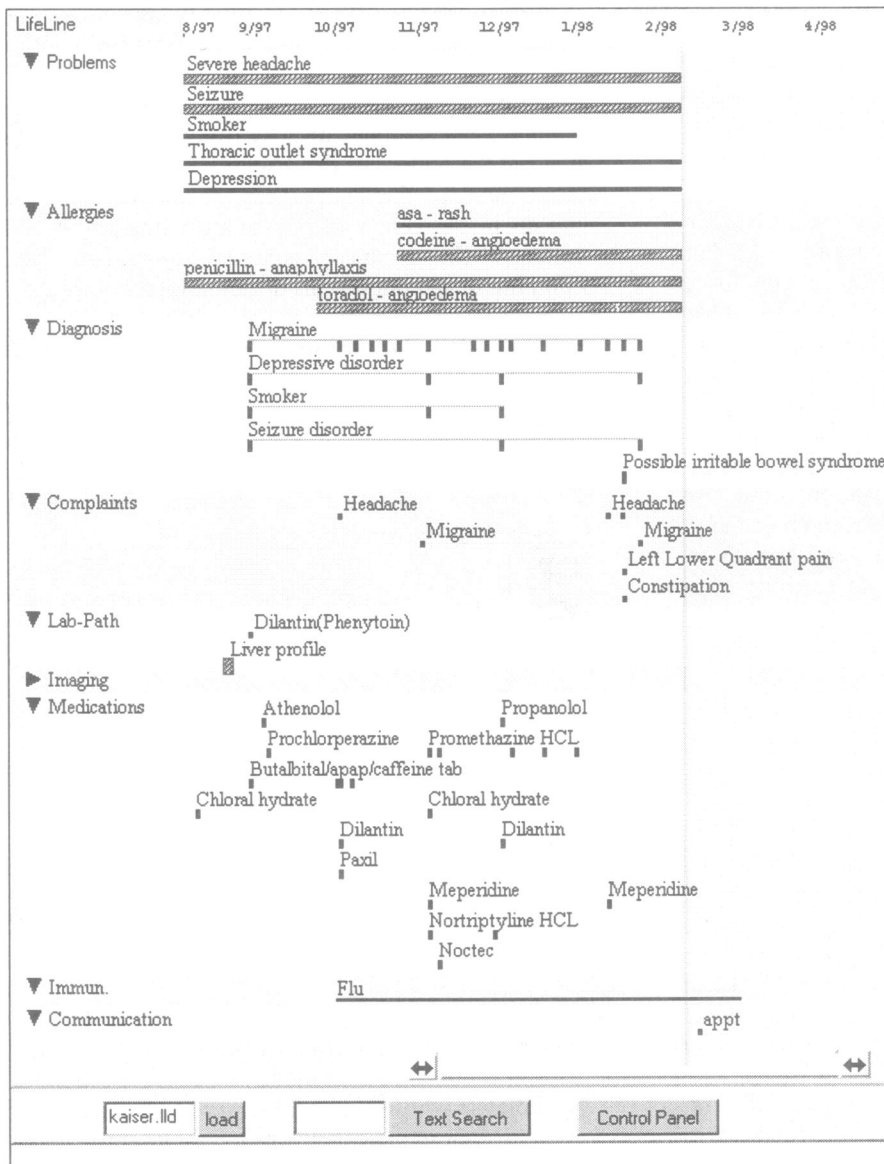 LifeLine 8/97 9/97 10/97 11/97 12/97 1/98 2/98 3/98 4/98
Problems
Severe headache
Seizure
Smoker
Thoracic outlet syndrome
Depression
Allergies
asa - rash
codeine - angioedema
penicillin - anaphyllaxis
toradol - angioedema
Diagnosis
Migraine
Depressive disorder
Smoker
Seizure disorder
Possible irritable bowel syndrome
Complaints
Headache Headache
Migraine Migraine
Left Lower Quadrant pain
Constipation
Lab-Path
Dilantin(Phenytoin)
Liver profile
Imaging
Medications
Athenolol Propanolol
Prochlorperazine Promethazine HCL
Butalbital/apap/caffeine tab
Chloral hydrate Chloral hydrate
Dilantin Dilantin
Paxil
Meperidine Meperidine
Nortriptyline HCL
Noctec
Immun.
Flu
Communication
appt
kaiser.lld load Text Search Control Panel